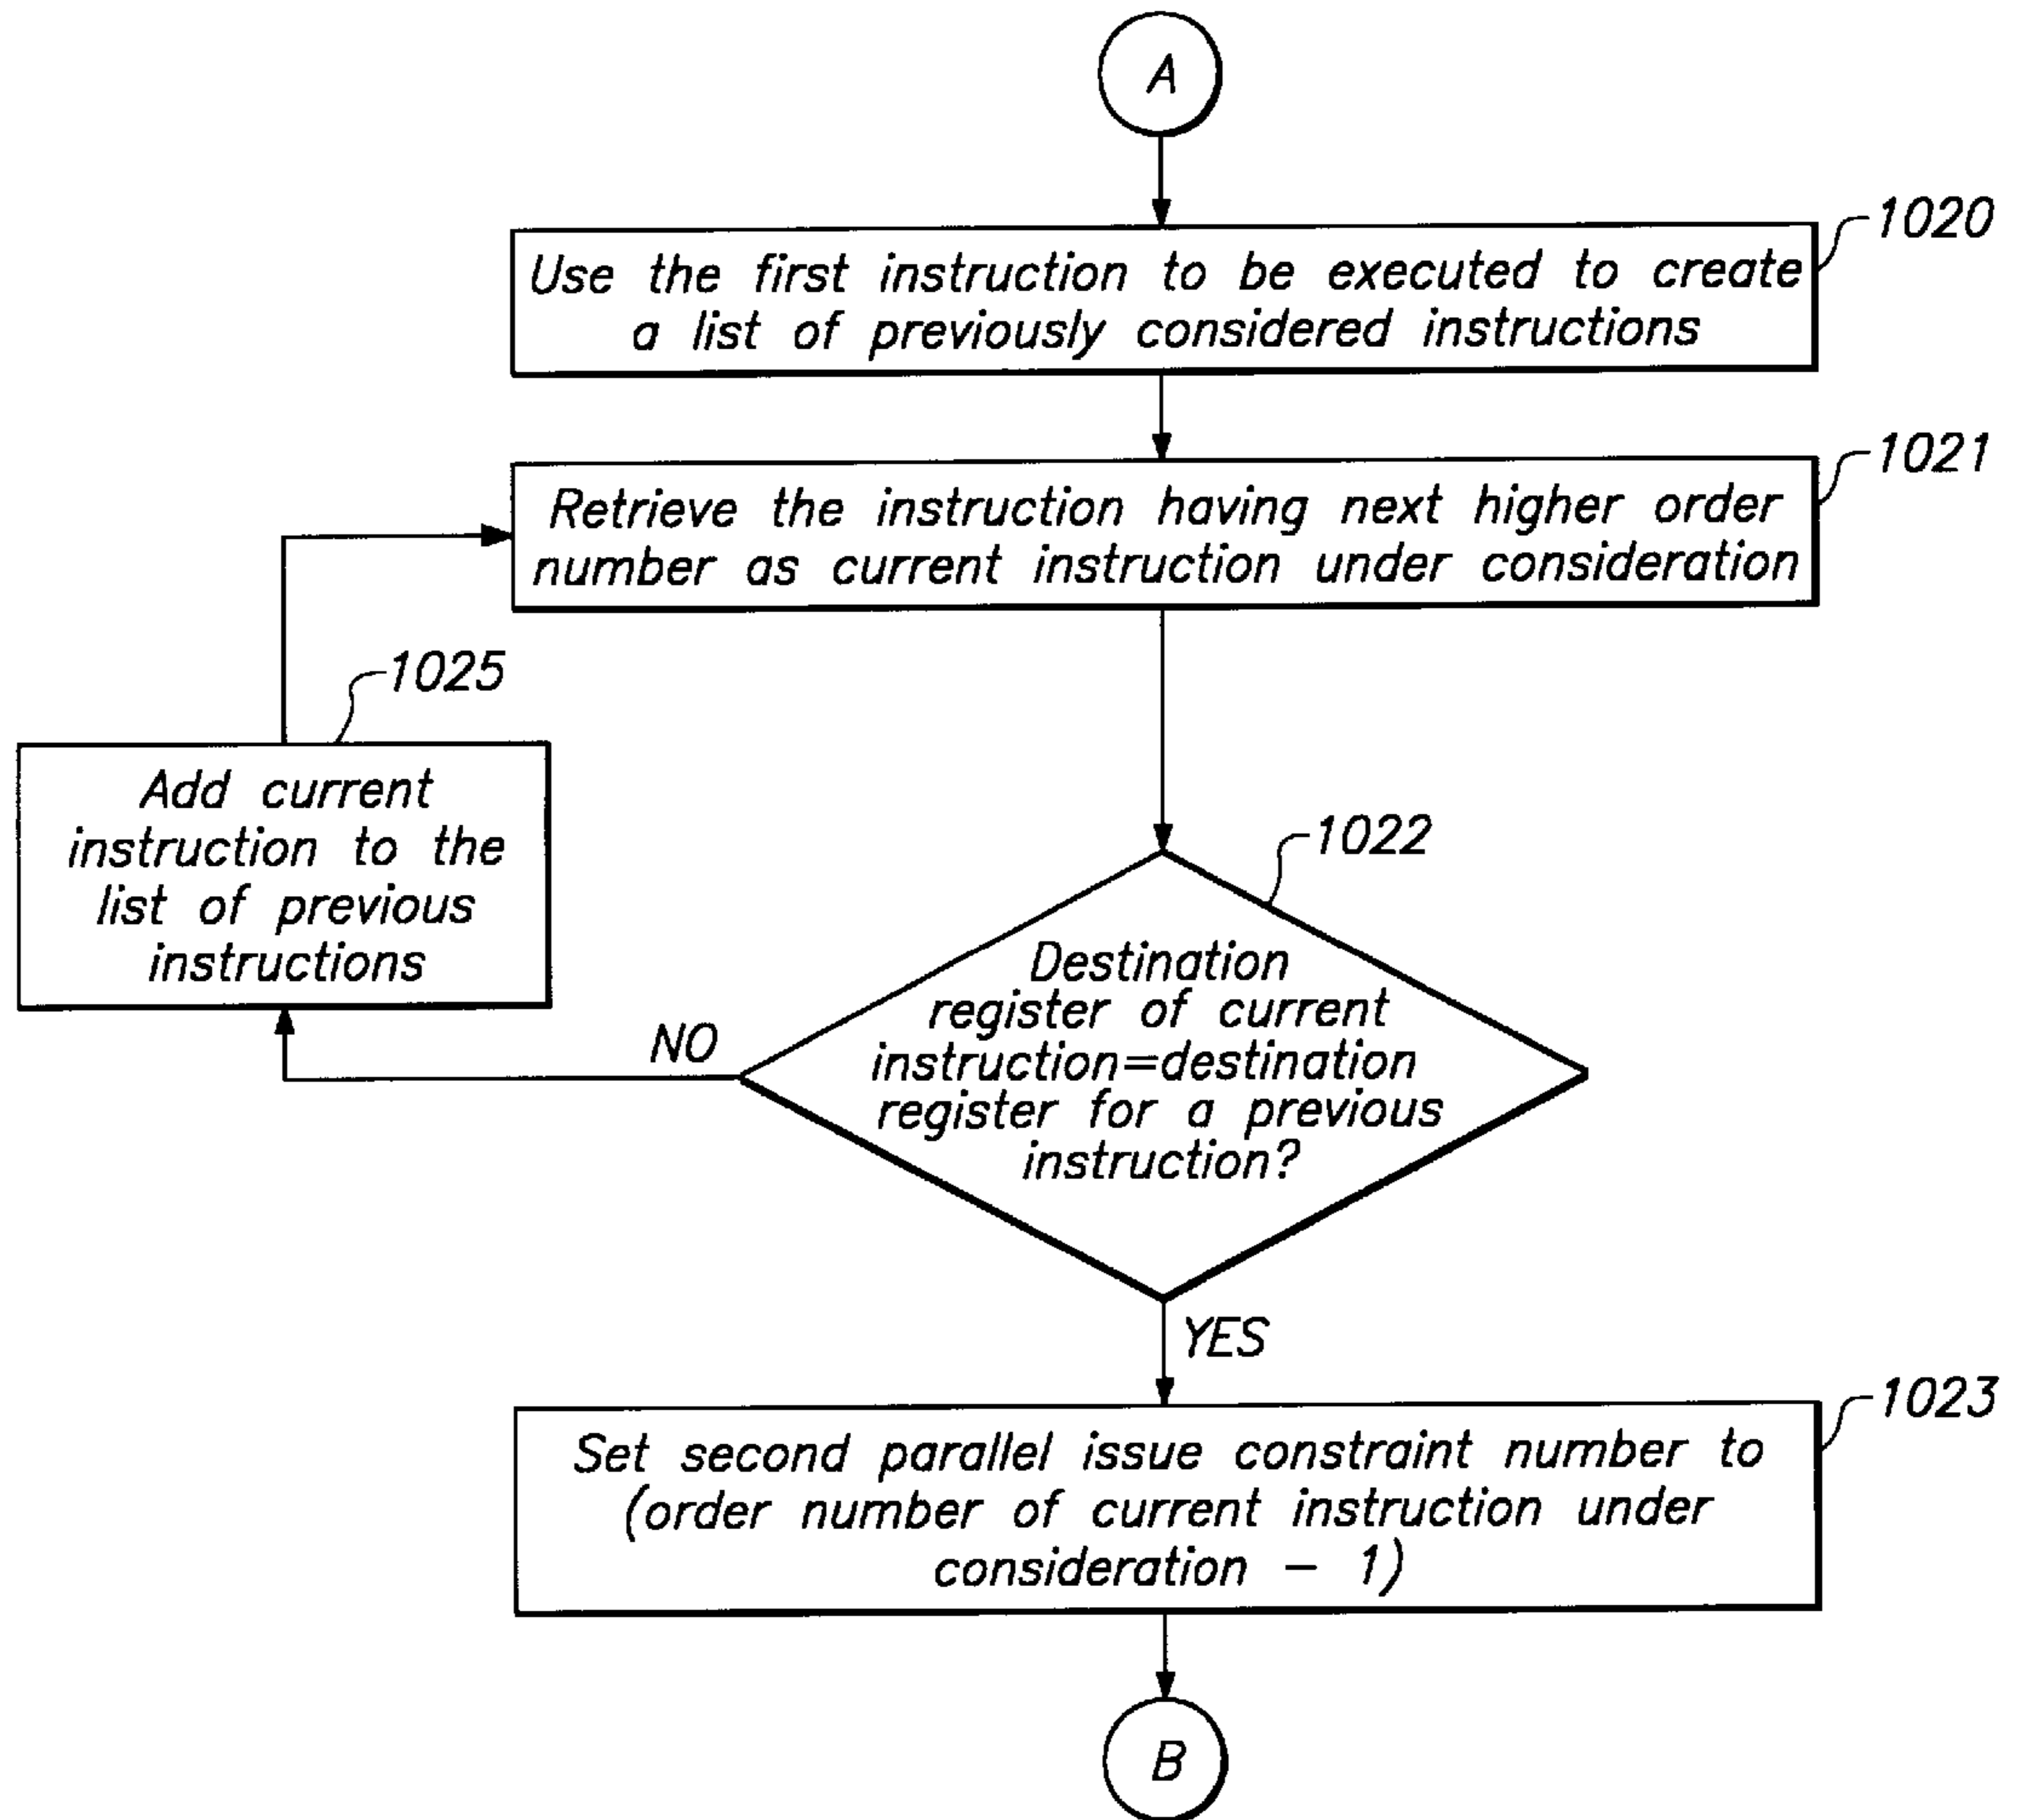 A
1020
Use the first instruction to be executed to create
a list of previously considered instructions
1021
Retrieve the instruction having next higher order
number as current instruction under consideration
1025
Add current
instruction to the
list of previous
instructions
1022
Destination
register of current
instruction=destination
register for a previous
instruction?
NO
YES
1023
Set second parallel issue constraint number to
(order number of current instruction under
consideration – 1)
B